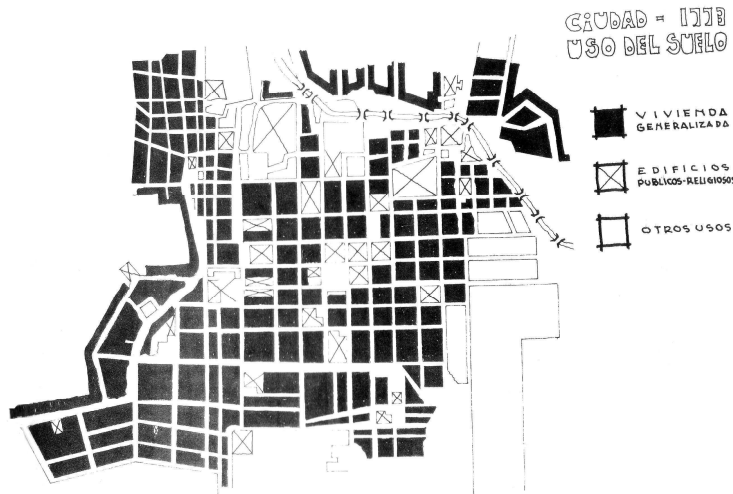 CIUDAD = 1773
USO DEL SUELO
VIVIENDA
GENERALIZADA
EDIFICIOS
PUBLICOS-RELIGIOSOS
OTROS USOS